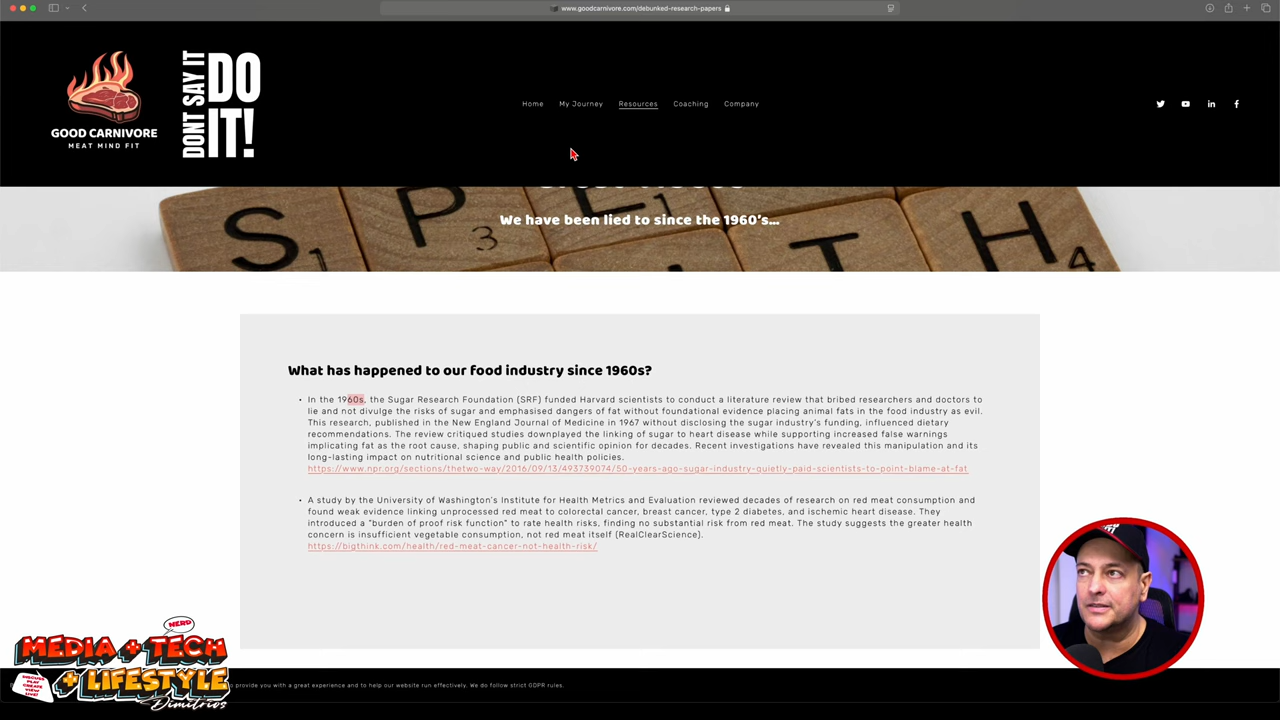 www.goodcarnivore.com/debunked-research-papers
GOOD CARNIVORE
MEAT MIND FIT
DONT SAY IT
DO
IT!
Home
My Journey
Resources
Coaching
Company
We have been lied to since the 1960's...
S1 P3 T H4
What has happened to our food industry since 1960s?
• In the 1960s, the Sugar Research Foundation (SRF) funded Harvard scientists to conduct a literature review that bribed researchers and doctors to
lie and not divulge the risks of sugar and emphasised dangers of fat without foundational evidence placing animal fats in the food industry as evil.
This research, published in the New England Journal of Medicine in 1967 without disclosing the sugar industry's funding, influenced dietary
recommendations. The review critiqued studies downplayed the linking of sugar to heart disease while supporting increased false warnings
implicating fat as the root cause, shaping public and scientific opinion for decades. Recent investigations have revealed this manipulation and its
long-lasting impact on nutritional science and public health policies.
https://www.npr.org/sections/thetwo-way/2016/09/13/493739074/50-years-ago-sugar-industry-quietly-paid-scientists-to-point-blame-at-fat
• A study by the University of Washington's Institute for Health Metrics and Evaluation reviewed decades of research on red meat consumption and
found weak evidence linking unprocessed red meat to colorectal cancer, breast cancer, type 2 diabetes, and ischemic heart disease. They
introduced a "burden of proof risk function" to rate health risks, finding no substantial risk from red meat. The study suggests the greater health
concern is insufficient vegetable consumption, not red meat itself (RealClearScience).
https://bigthink.com/health/red-meat-cancer-not-health-risk/
NERD
MEDIA + TECH
+ LIFESTYLE
DISCUSS
PLAY
CREATE
VIEW
LIVE!
Dimitrios
provide you with a great experience and to help our website run effectively. We do follow strict GDPR rules.